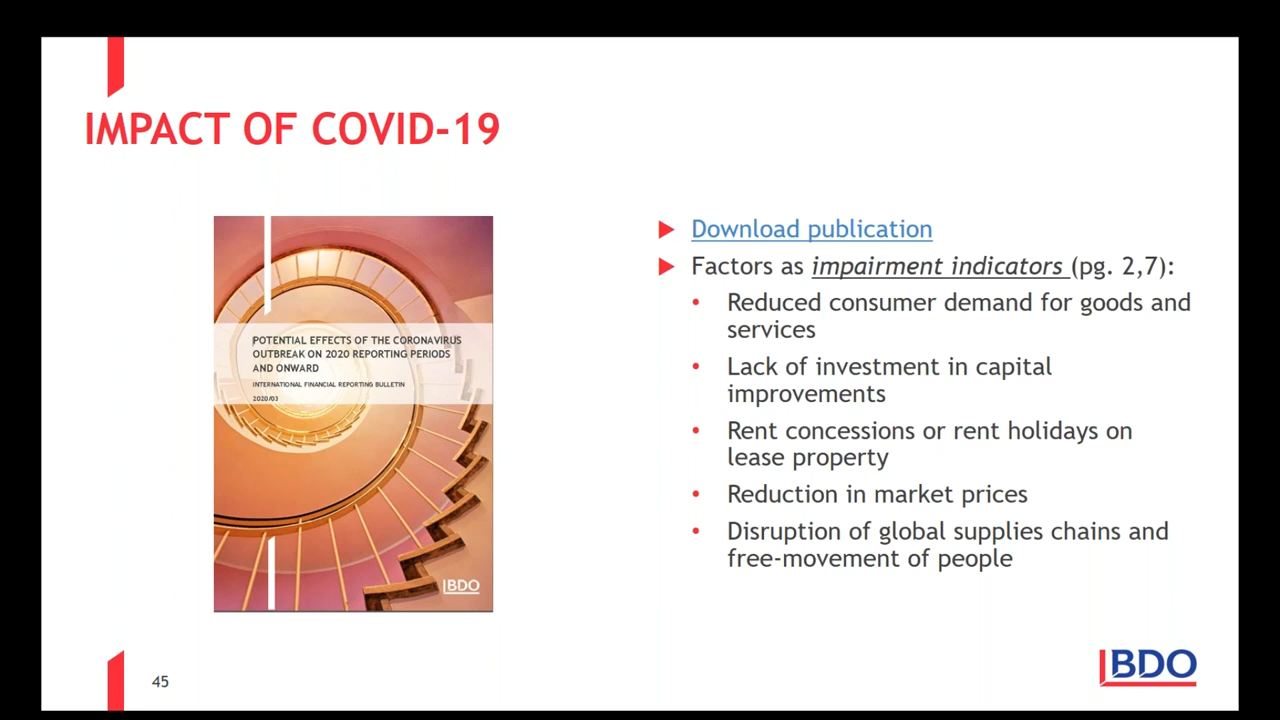 IMPACT OF COVID-19
POTENTIAL EFFECTS OF THE CORONAVIRUS
OUTBREAK ON 2020 REPORTING PERIODS
AND ONWARD
INTERNATIONAL FINANCIAL REPORTING BULLETIN
2020/03
BDO
Download publication
Factors as impairment indicators (pg. 2,7):
Reduced consumer demand for goods and
services
Lack of investment in capital
improvements
Rent concessions or rent holidays on
lease property
Reduction in market prices
Disruption of global supplies chains and
free-movement of people
45
BDO